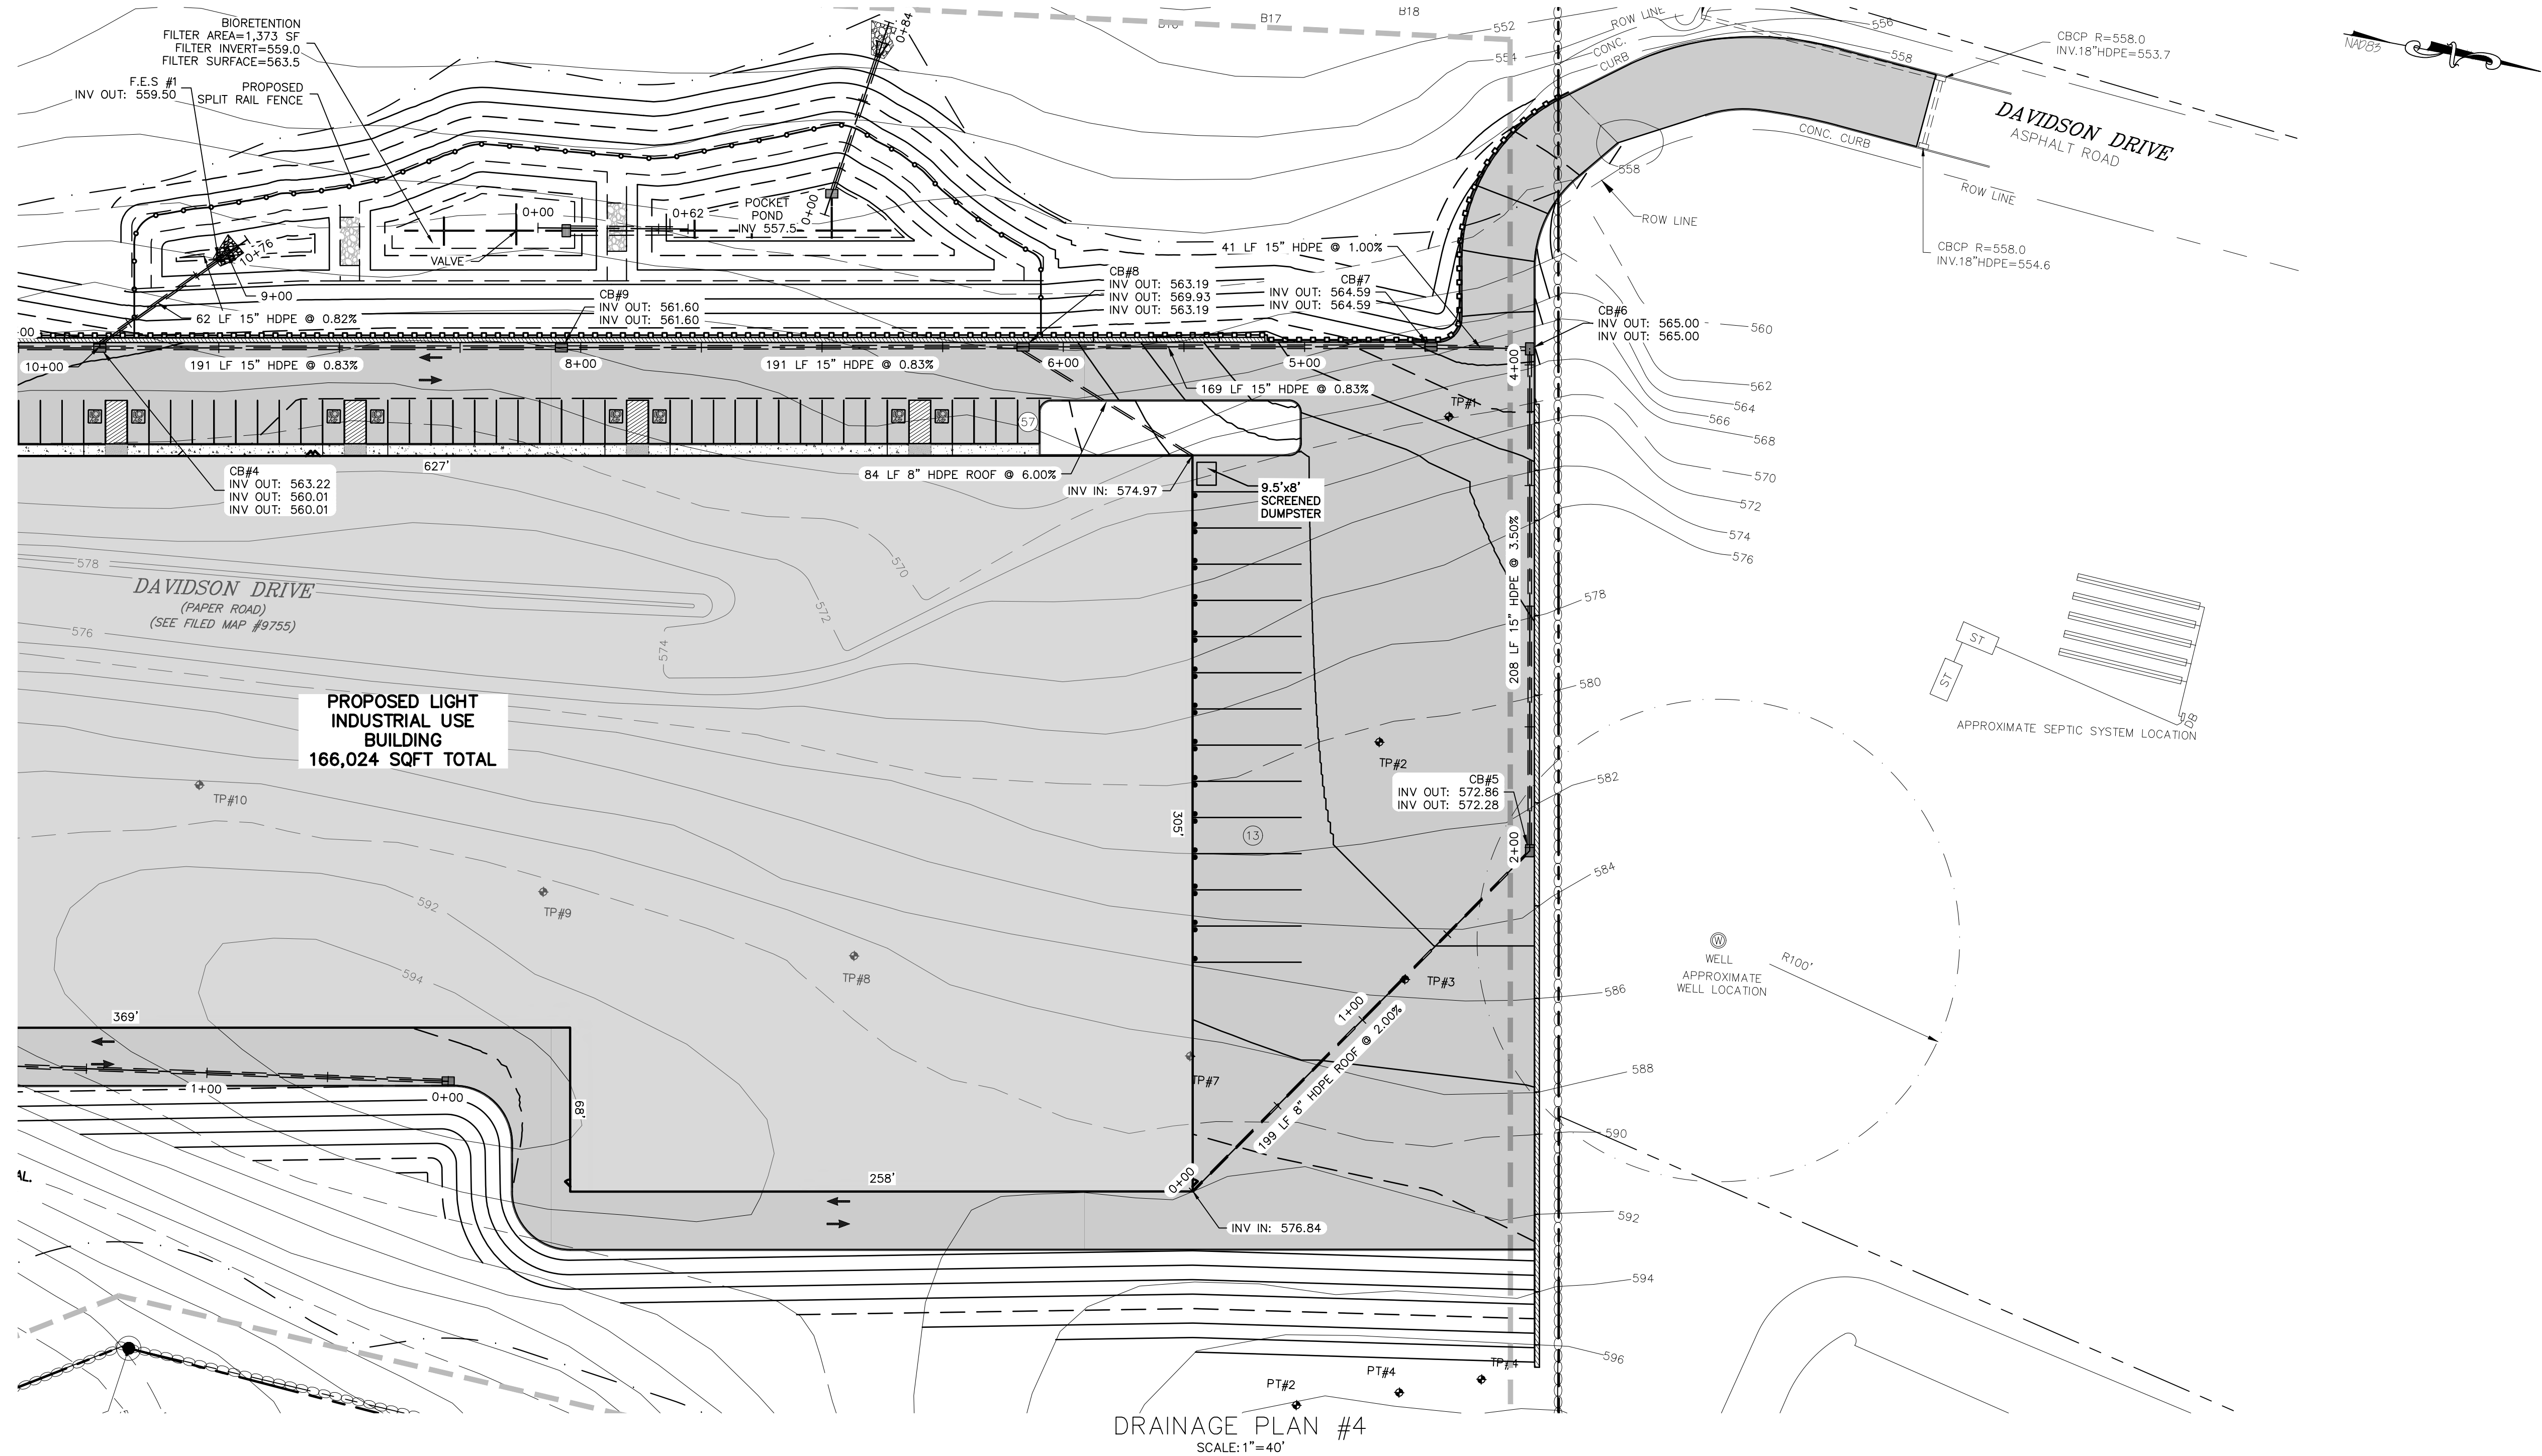 BIORETENTION
FILTER AREA=1,373 SF
FILTER INVERT=559.0
FILTER SURFACE=563.5
F.E.S #1
INV OUT: 559.50
PROPOSED
SPLIT RAIL FENCE
0+84
B17
B18
552
554
ROW LINE
CONC.
CURB
556
558
CBCP R=558.0
INV.18"HDPE=553.7
NAD83
DAVIDSON DRIVE
ASPHALT ROAD
CONC. CURB
ROW LINE
558
ROW LINE
CBCP R=558.0
INV.18"HDPE=554.6
10+76
VALVE
0+00
0+62
POCKET
POND
INV 557.5
0+00
9+00
62 LF 15" HDPE @ 0.82%
CB#9
INV OUT: 561.60
INV OUT: 561.60
CB#8
INV OUT: 563.19
INV OUT: 569.93
INV OUT: 563.19
41 LF 15" HDPE @ 1.00%
CB#7
INV OUT: 564.59
INV OUT: 564.59
CB#6
INV OUT: 565.00
INV OUT: 565.00
560
562
564
566
568
570
572
574
576
578
580
582
584
586
588
590
592
594
596
10+00
191 LF 15" HDPE @ 0.83%
8+00
191 LF 15" HDPE @ 0.83%
6+00
5+00
4+00
169 LF 15" HDPE @ 0.83%
TP#1
57
627'
84 LF 8" HDPE ROOF @ 6.00%
INV IN: 574.97
9.5'x8'
SCREENED
DUMPSTER
CB#4
INV OUT: 563.22
INV OUT: 560.01
INV OUT: 560.01
578
DAVIDSON DRIVE
(PAPER ROAD)
(SEE FILED MAP #9755)
576
570
572
574
208 LF 15" HDPE @ 3.50%
ST
ST
DB
APPROXIMATE SEPTIC SYSTEM LOCATION
PROPOSED LIGHT
INDUSTRIAL USE
BUILDING
166,024 SQFT TOTAL
TP#10
TP#2
CB#5
INV OUT: 572.86
INV OUT: 572.28
305'
13
2+00
TP#9
592
TP#8
594
TP#3
W
WELL
APPROXIMATE
WELL LOCATION
R100'
369'
1+00
199 LF 8" HDPE ROOF @ 2.00%
TP#7
1+00
0+00
68'
258'
0+00
INV IN: 576.84
AL.
PT#2
PT#4
TP#4
DRAINAGE PLAN #4
SCALE:1"=40'